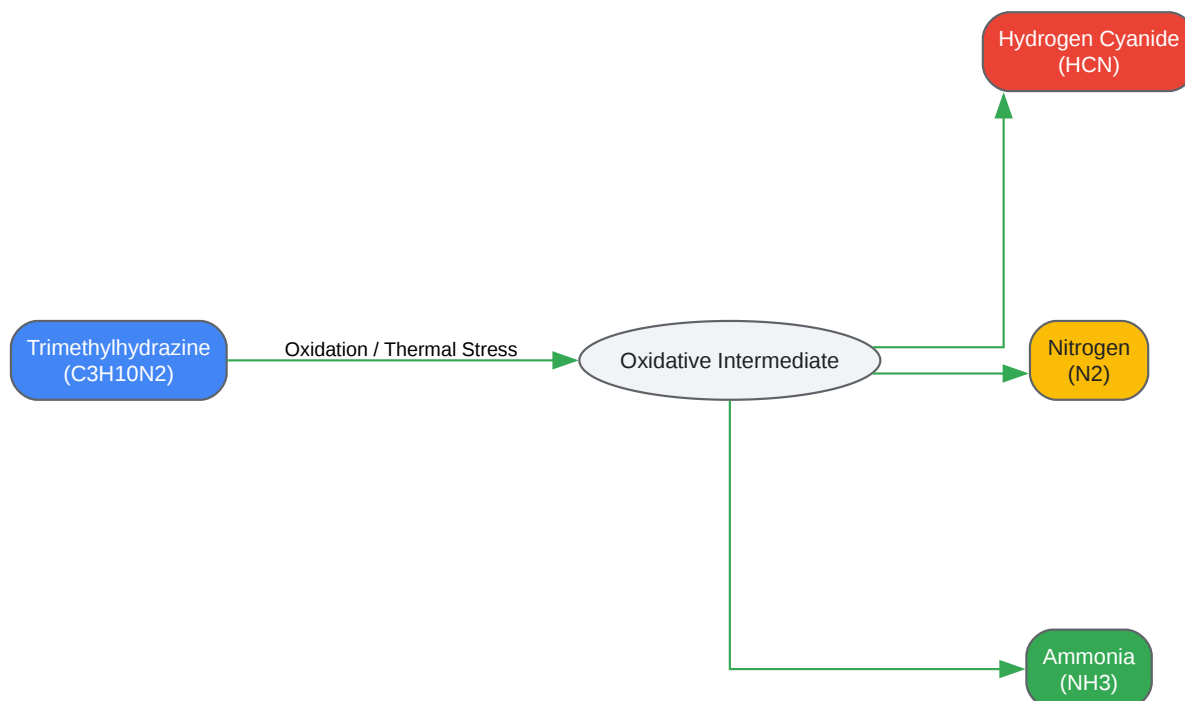 Hydrogen Cyanide
(HCN)
Trimethylhydrazine
(C3H10N2)
Oxidation / Thermal Stress
Oxidative Intermediate
Nitrogen
(N2)
Ammonia
(NH3)